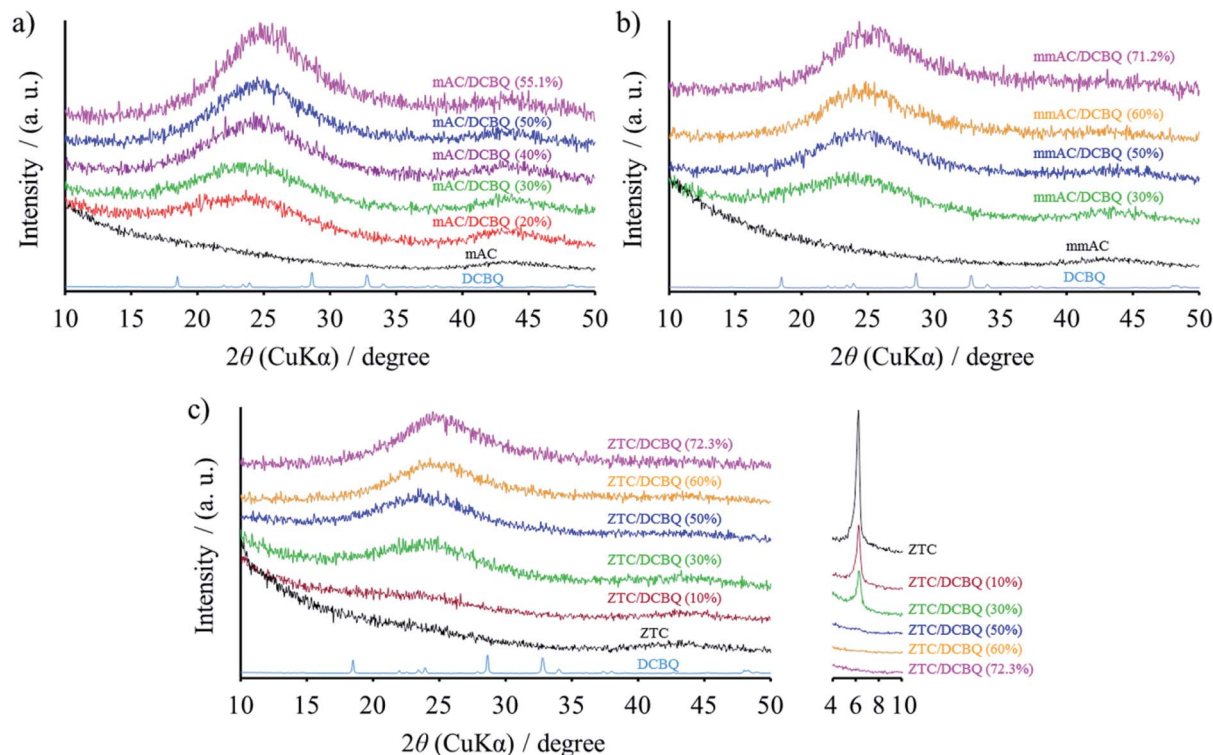 a)
Intensity / (a. u.)
mAC/DCBQ (55.1%)
mAC/DCBQ (50%)
mAC/DCBQ (40%)
mAC/DCBQ (30%)
mAC/DCBQ (20%)
mAC
DCBQ
10 15 20 25 30 35 40 45 50
2θ (CuKα) / degree
b)
Intensity / (a. u.)
mmAC/DCBQ (71.2%)
mmAC/DCBQ (60%)
mmAC/DCBQ (50%)
mmAC/DCBQ (30%)
mmAC
DCBQ
10 15 20 25 30 35 40 45 50
2θ (CuKα) / degree
c)
Intensity / (a. u.)
ZTC/DCBQ (72.3%)
ZTC/DCBQ (60%)
ZTC/DCBQ (50%)
ZTC/DCBQ (30%)
ZTC/DCBQ (10%)
ZTC
DCBQ
10 15 20 25 30 35 40 45 50
2θ (CuKα) / degree
ZTC
ZTC/DCBQ (10%)
ZTC/DCBQ (30%)
ZTC/DCBQ (50%)
ZTC/DCBQ (60%)
ZTC/DCBQ (72.3%)
4 6 8 10